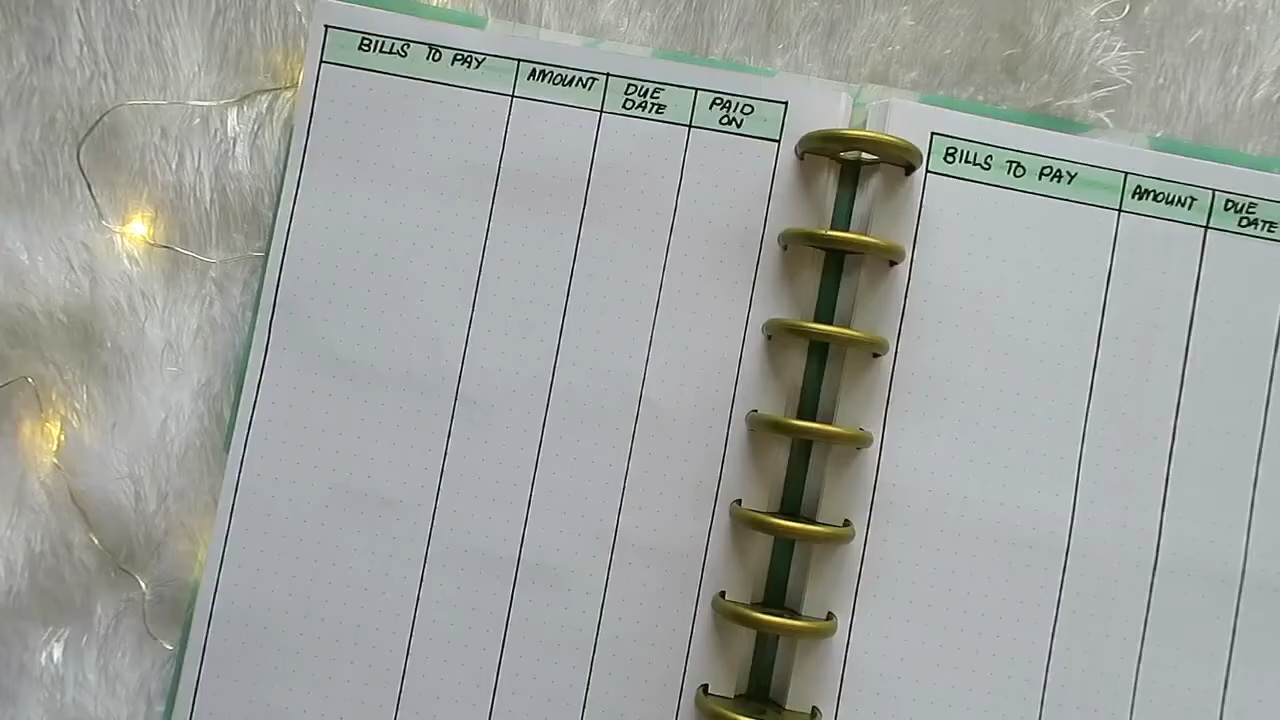 BILLS TO PAY
AMOUNT
DUE
DATE
PAID
ON
BILLS TO PAY
AMOUNT
DUE
DATE